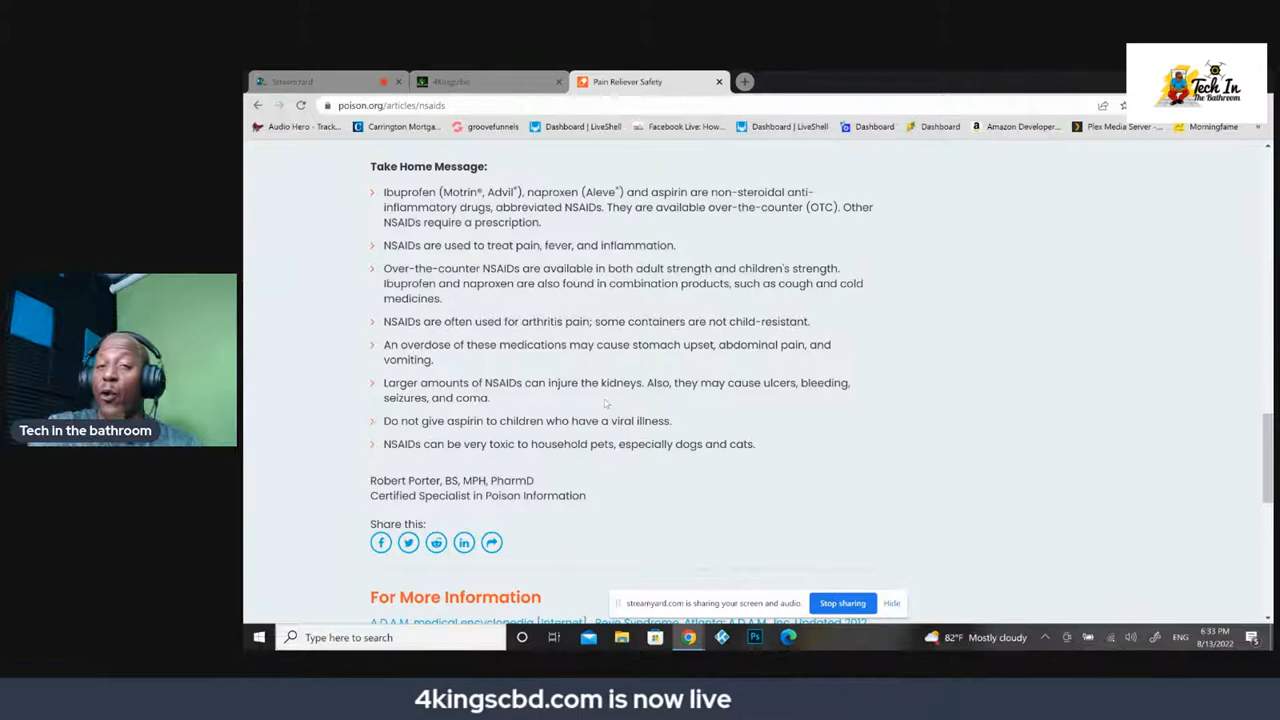 Tech In
The Bathroom
Streamyard
4Kingscbd
Pain Reliever Safety
poison.org/articles/nsaids
Audio Hero - Track...
Carrington Mortga...
groovefunnels
Dashboard | LiveShell
Facebook Live: How...
Dashboard | LiveShell
Dashboard
Dashboard
Amazon Developer...
Plex Media Server -...
Morningfame
Take Home Message:
Ibuprofen (Motrin®, Advil®), naproxen (Aleve®) and aspirin are non-steroidal anti-
inflammatory drugs, abbreviated NSAIDs. They are available over-the-counter (OTC). Other
NSAIDs require a prescription.
NSAIDs are used to treat pain, fever, and inflammation.
Over-the-counter NSAIDs are available in both adult strength and children's strength.
Ibuprofen and naproxen are also found in combination products, such as cough and cold
medicines.
NSAIDs are often used for arthritis pain; some containers are not child-resistant.
An overdose of these medications may cause stomach upset, abdominal pain, and
vomiting.
Larger amounts of NSAIDs can injure the kidneys. Also, they may cause ulcers, bleeding,
seizures, and coma.
Do not give aspirin to children who have a viral illness.
NSAIDs can be very toxic to household pets, especially dogs and cats.
Tech in the bathroom
Robert Porter, BS, MPH, PharmD
Certified Specialist in Poison Information
Share this:
For More Information
streamyard.com is sharing your screen and audio.
Stop sharing
Hide
A.D.A.M. medical encyclopedia [Internet]. Reye Syndrome. Atlanta: A.D.A.M., Inc. Updated 2012
Type here to search
82°F Mostly cloudy
ENG
6:33 PM
8/13/2022
4kingscbd.com is now live